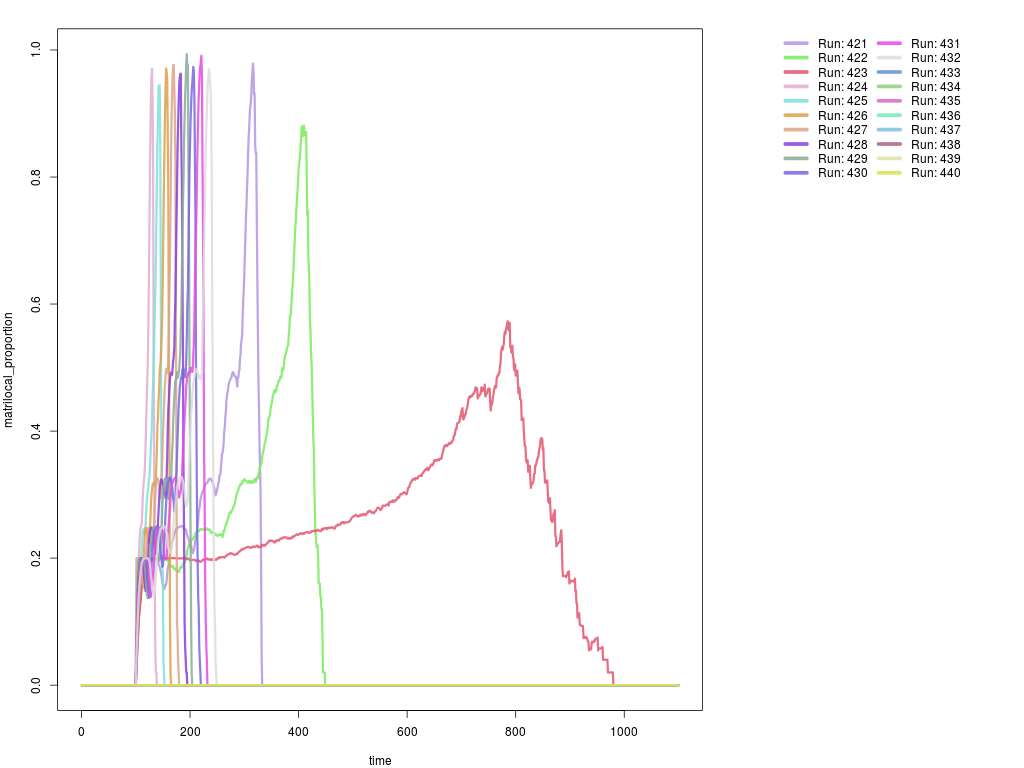 matrilocal_proportion
1.0
0.8
0.6
0.4
0.2
0.0
0 200 400 600 800 1000
time
Run: 421 Run: 431
Run: 422 Run: 432
Run: 423 Run: 433
Run: 424 Run: 434
Run: 425 Run: 435
Run: 426 Run: 436
Run: 427 Run: 437
Run: 428 Run: 438
Run: 429 Run: 439
Run: 430 Run: 440